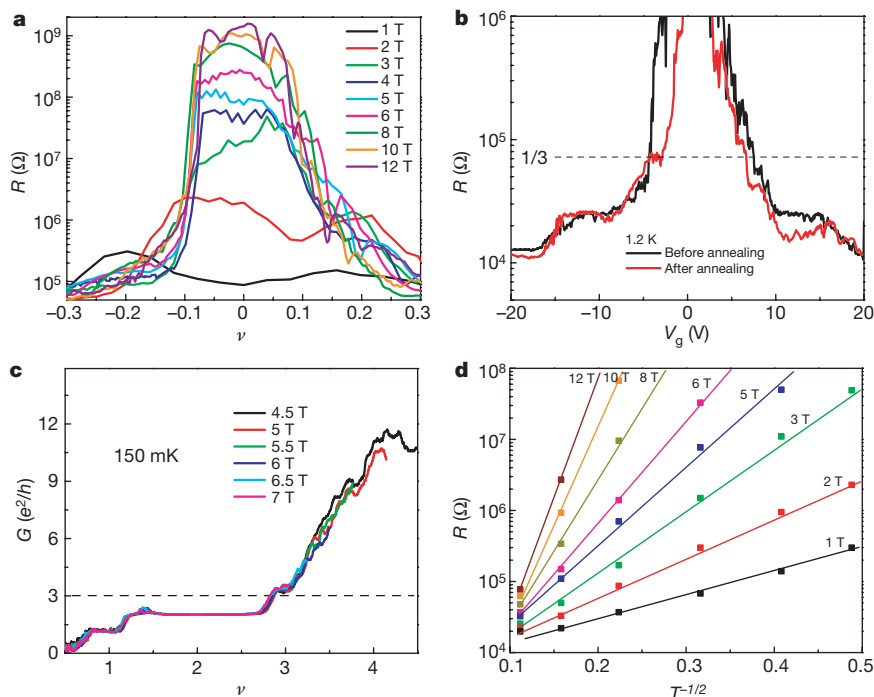 a
R (Ω)
10⁹
10⁸
10⁷
10⁶
10⁵
1 T
2 T
3 T
4 T
5 T
6 T
8 T
10 T
12 T
−0.3 −0.2 −0.1 0 0.1 0.2 0.3
ν
b
R (Ω)
10⁶
10⁵
10⁴
1/3
1.2 K
Before annealing
After annealing
−20 −10 0 10 20
Vg (V)
c
G (e²/h)
12
9
6
3
0
150 mK
4.5 T
5 T
5.5 T
6 T
6.5 T
7 T
1 2 3 4
ν
d
R (Ω)
10⁸
10⁷
10⁶
10⁵
10⁴
12 T 10 T 8 T 6 T 5 T
3 T
2 T
1 T
0.1 0.2 0.3 0.4 0.5
T⁻¹/²